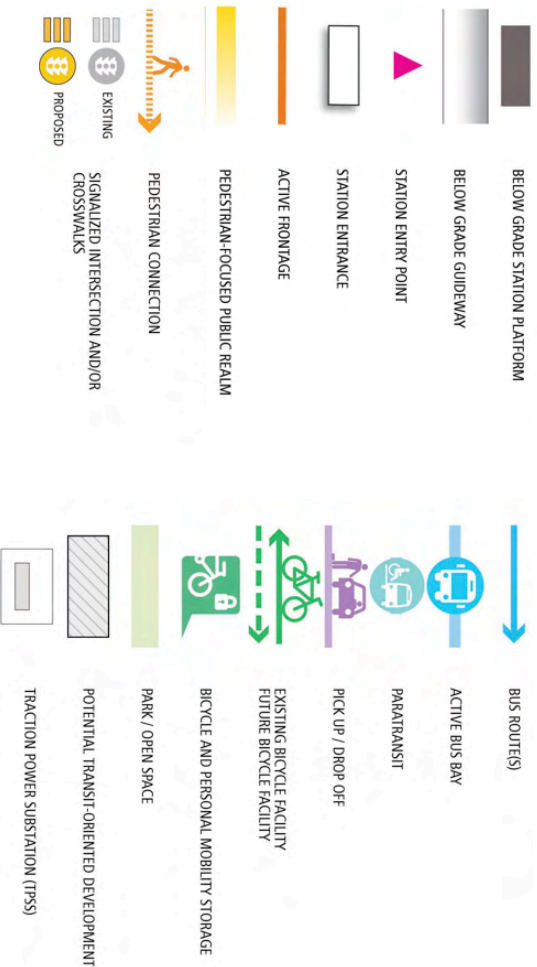 BELOW GRADE STATION PLATFORM
BELOW GRADE GUIDEWAY
STATION ENTRY POINT
STATION ENTRANCE
ACTIVE FRONTAGE
PEDESTRIAN-FOCUSED PUBLIC REALM
PEDESTRIAN CONNECTION
EXISTING
PROPOSED
SIGNALIZED INTERSECTION AND/OR
CROSSWALKS
BUS ROUTE(S)
ACTIVE BUS BAY
PARATRANSIT
PICK UP / DROP OFF
EXISTING BICYCLE FACILITY
FUTURE BICYCLE FACILITY
BICYCLE AND PERSONAL MOBILITY STORAGE
PARK / OPEN SPACE
POTENTIAL TRANSIT-ORIENTED DEVELOPMENT
TRACTION POWER SUBSTATION (TPSS)